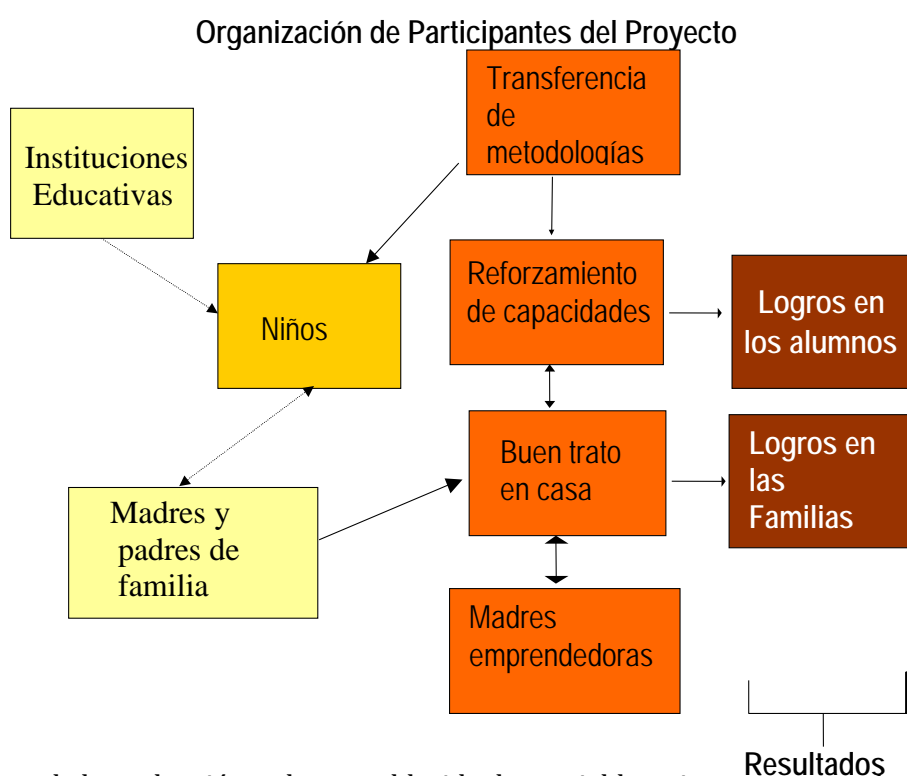 Organización de Participantes del Proyecto
Transferencia
de
metodologías
Instituciones
Educativas
Niños
Reforzamiento
de capacidades
Logros en
los alumnos
Madres y
padres de
familia
Buen trato
en casa
Logros en
las
Familias
Madres
emprendedoras
Resultados